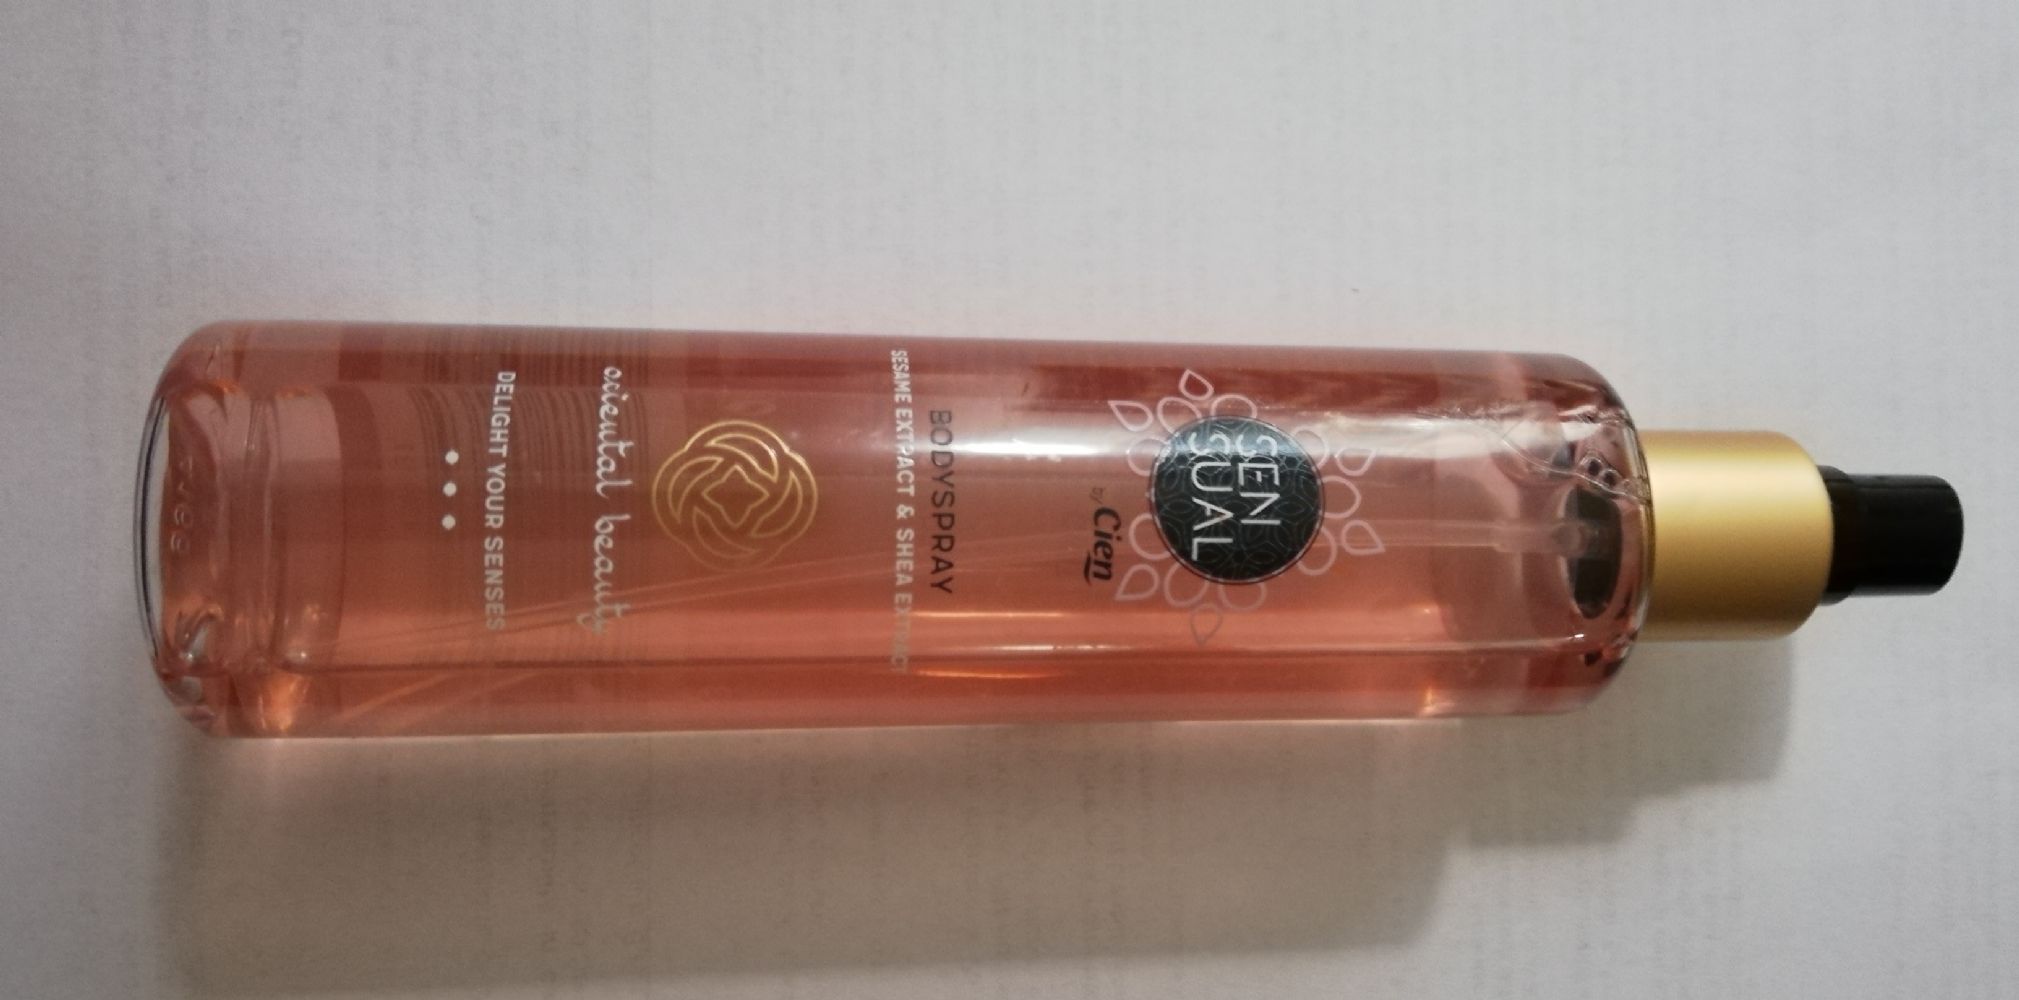 SEN
SUAL
by Cien
BODYSPRAY
SESAME EXTRACT & SHEA EXTRACT
oriental beauty
DELIGHT YOUR SENSES